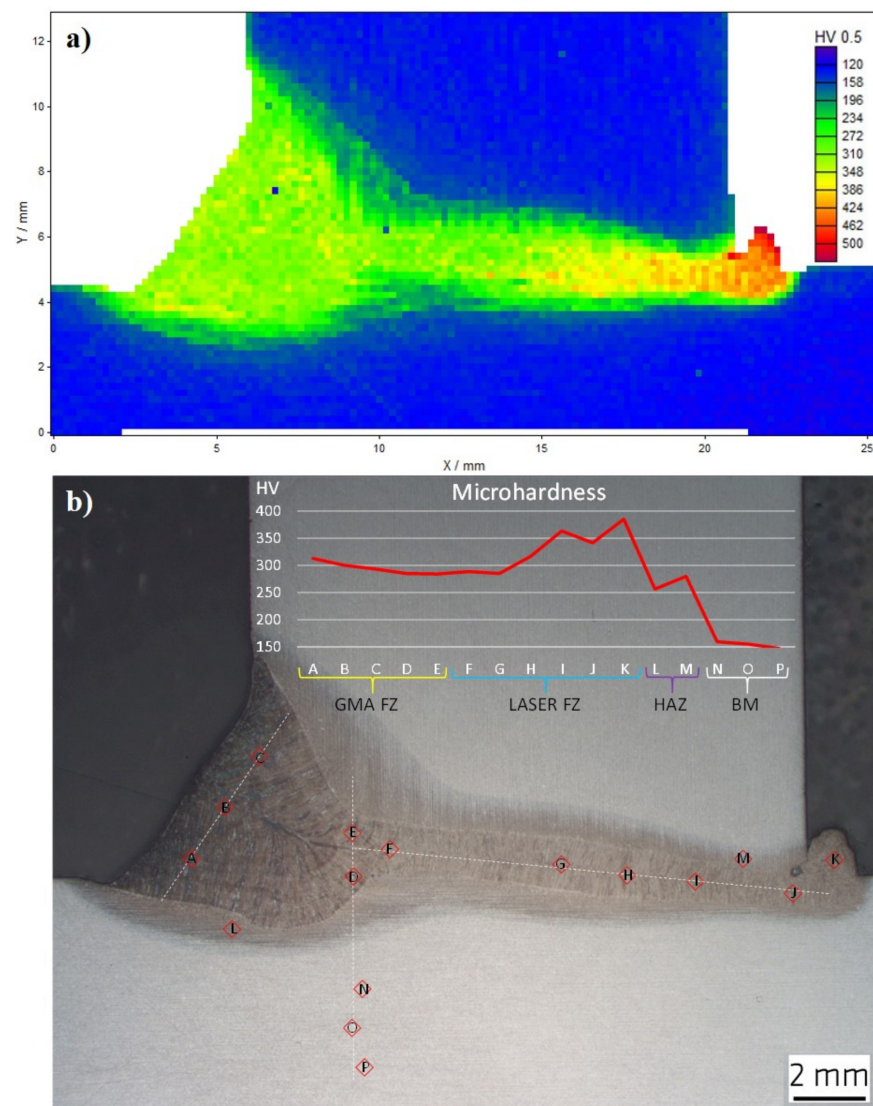 a)
HV 0.5
120
158
196
234
272
310
348
386
424
462
500
12
10
8
6
4
2
0
Y / mm
0 5 10 15 20 25
X / mm
b)
HV Microhardness
400
350
300
250
200
150
A B C D E F G H I J K L M N O P
GMA FZ LASER FZ HAZ BM
C
B
E
A F G M K
D H I J
L
N
O
P
2 mm